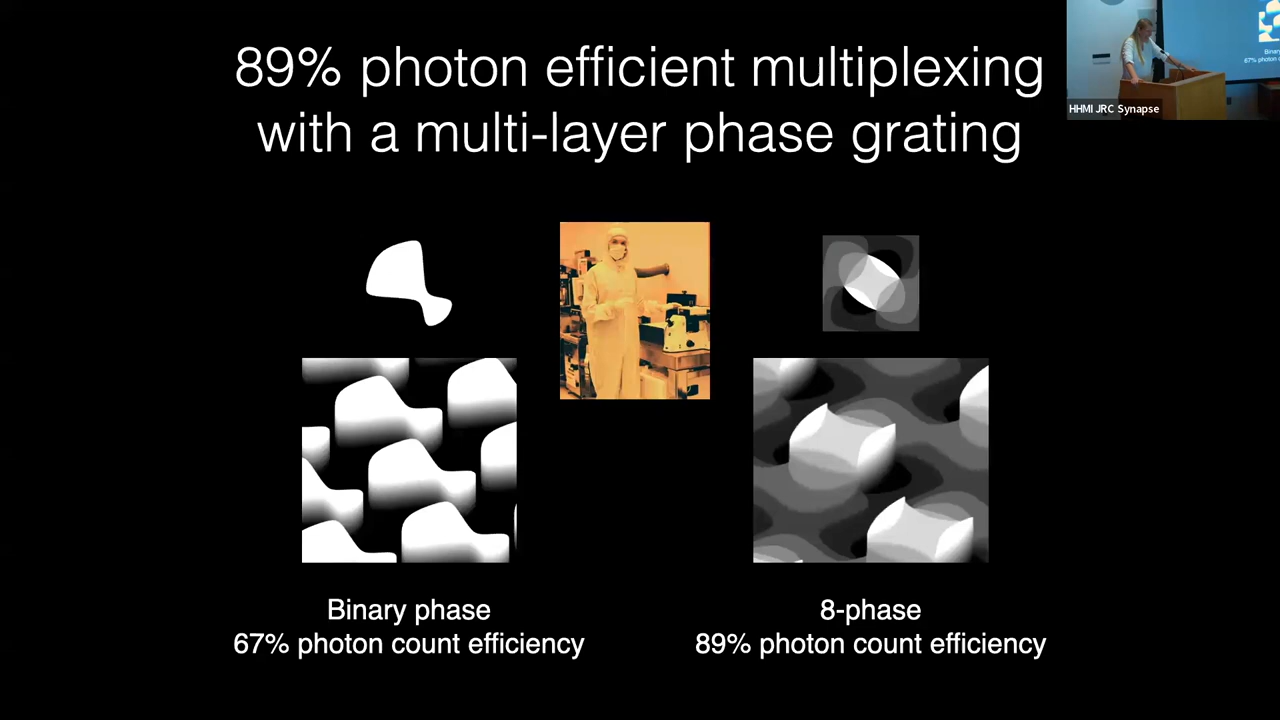 89% photon efficient multiplexing
with a multi-layer phase grating
HHMI JRC Synapse
Binary phase
67% photon count efficiency
8-phase
89% photon count efficiency